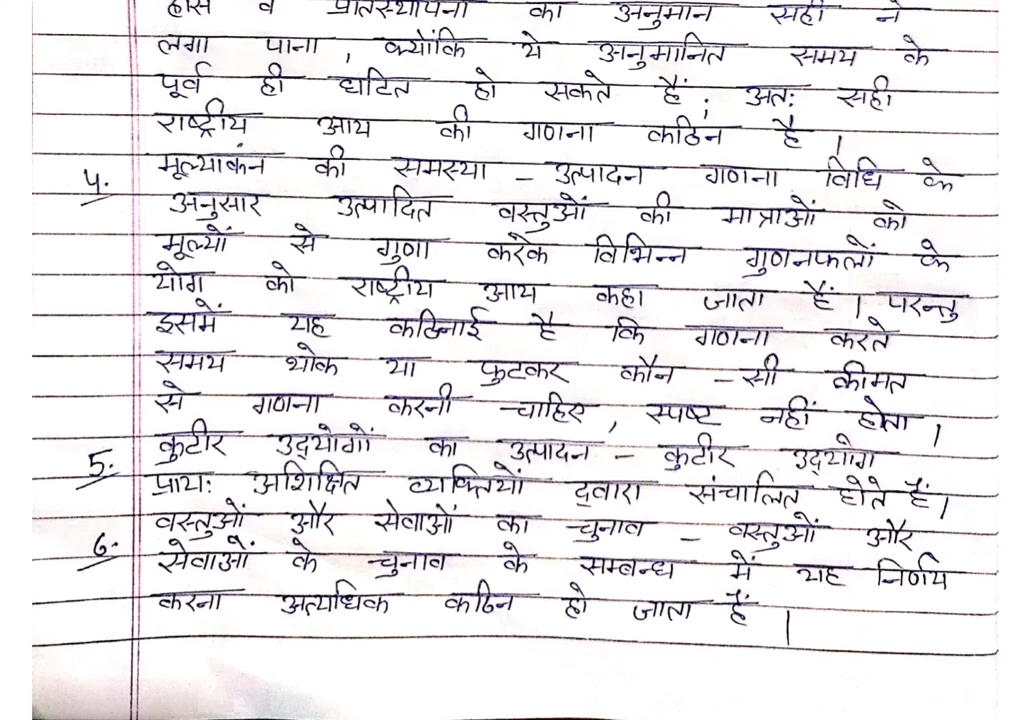 ह्रास व प्रतिस्थापना का अनुमान सही न
लगा पाना, क्योंकि ये अनुमानित समय के
पूर्व ही घटित हो सकते हैं; अतः सही
राष्ट्रीय आय की गणना कठिन है।
4. मूल्याकंन की समस्या – उत्पादन गणना विधि के
अनुसार उत्पादित वस्तुओं की मात्राओं को
मूल्यों से गुणा करके विभिन्न गुणनफलों के
योग को राष्ट्रीय आय कहा जाता हैं। परन्तु
इसमें यह कठिनाई है कि गणना करते
समय थोक या फुटकर कौन – सी कीमत
से गणना करनी चाहिए, स्पष्ट नहीं होता।
5. कुटीर उद्योगों का उत्पादन – कुटीर उद्योग
प्रायः अशिक्षित व्यक्तियों द्वारा संचालित होते हैं।
6. वस्तुओं और सेवाओं का चुनाव – वस्तुओं और
सेवाओं के चुनाव के सम्बन्ध में यह निर्णय
करना अत्यधिक कठिन हो जाता हैं।